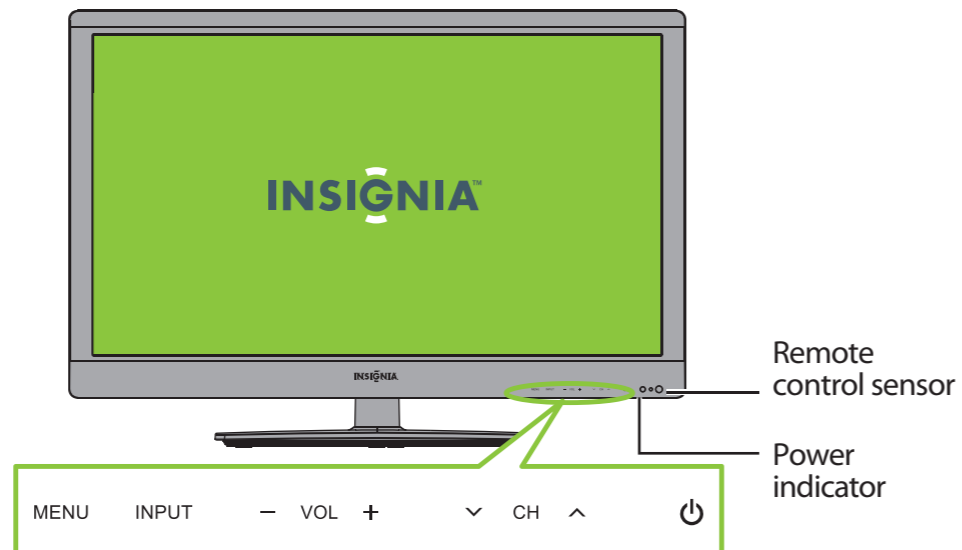 INSIGNIA™
INSIGNIA
Remote
control sensor
Power
indicator
MENU INPUT – VOL + CH